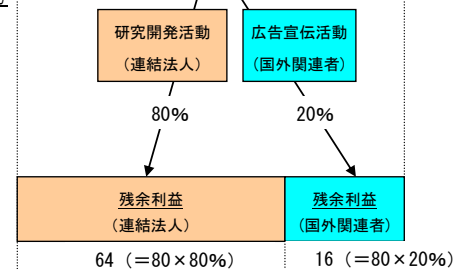 研究開発活動
(連結法人)
広告宣伝活動
(国外関連者)
80%
20%
残余利益
(連結法人)
残余利益
(国外関連者)
64 (=80×80%)
16 (=80×20%)